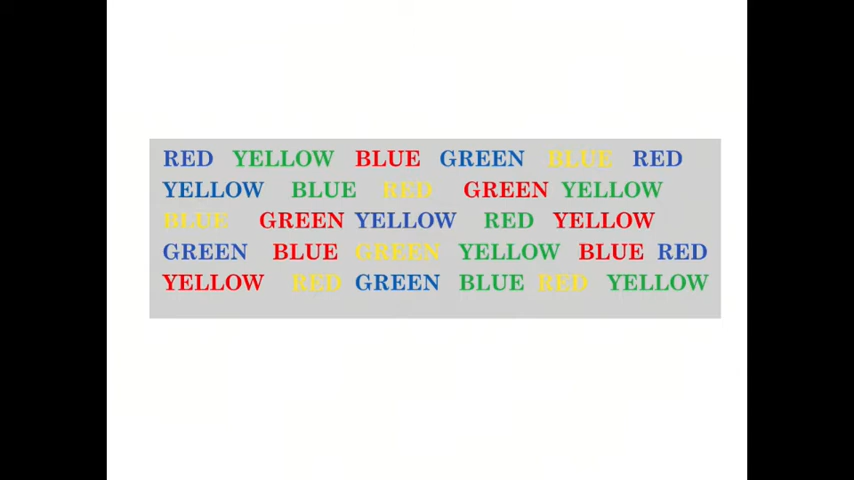 RED YELLOW BLUE GREEN BLUE RED
YELLOW BLUE RED GREEN YELLOW
BLUE GREEN YELLOW RED YELLOW
GREEN BLUE GREEN YELLOW BLUE RED
YELLOW RED GREEN BLUE RED YELLOW